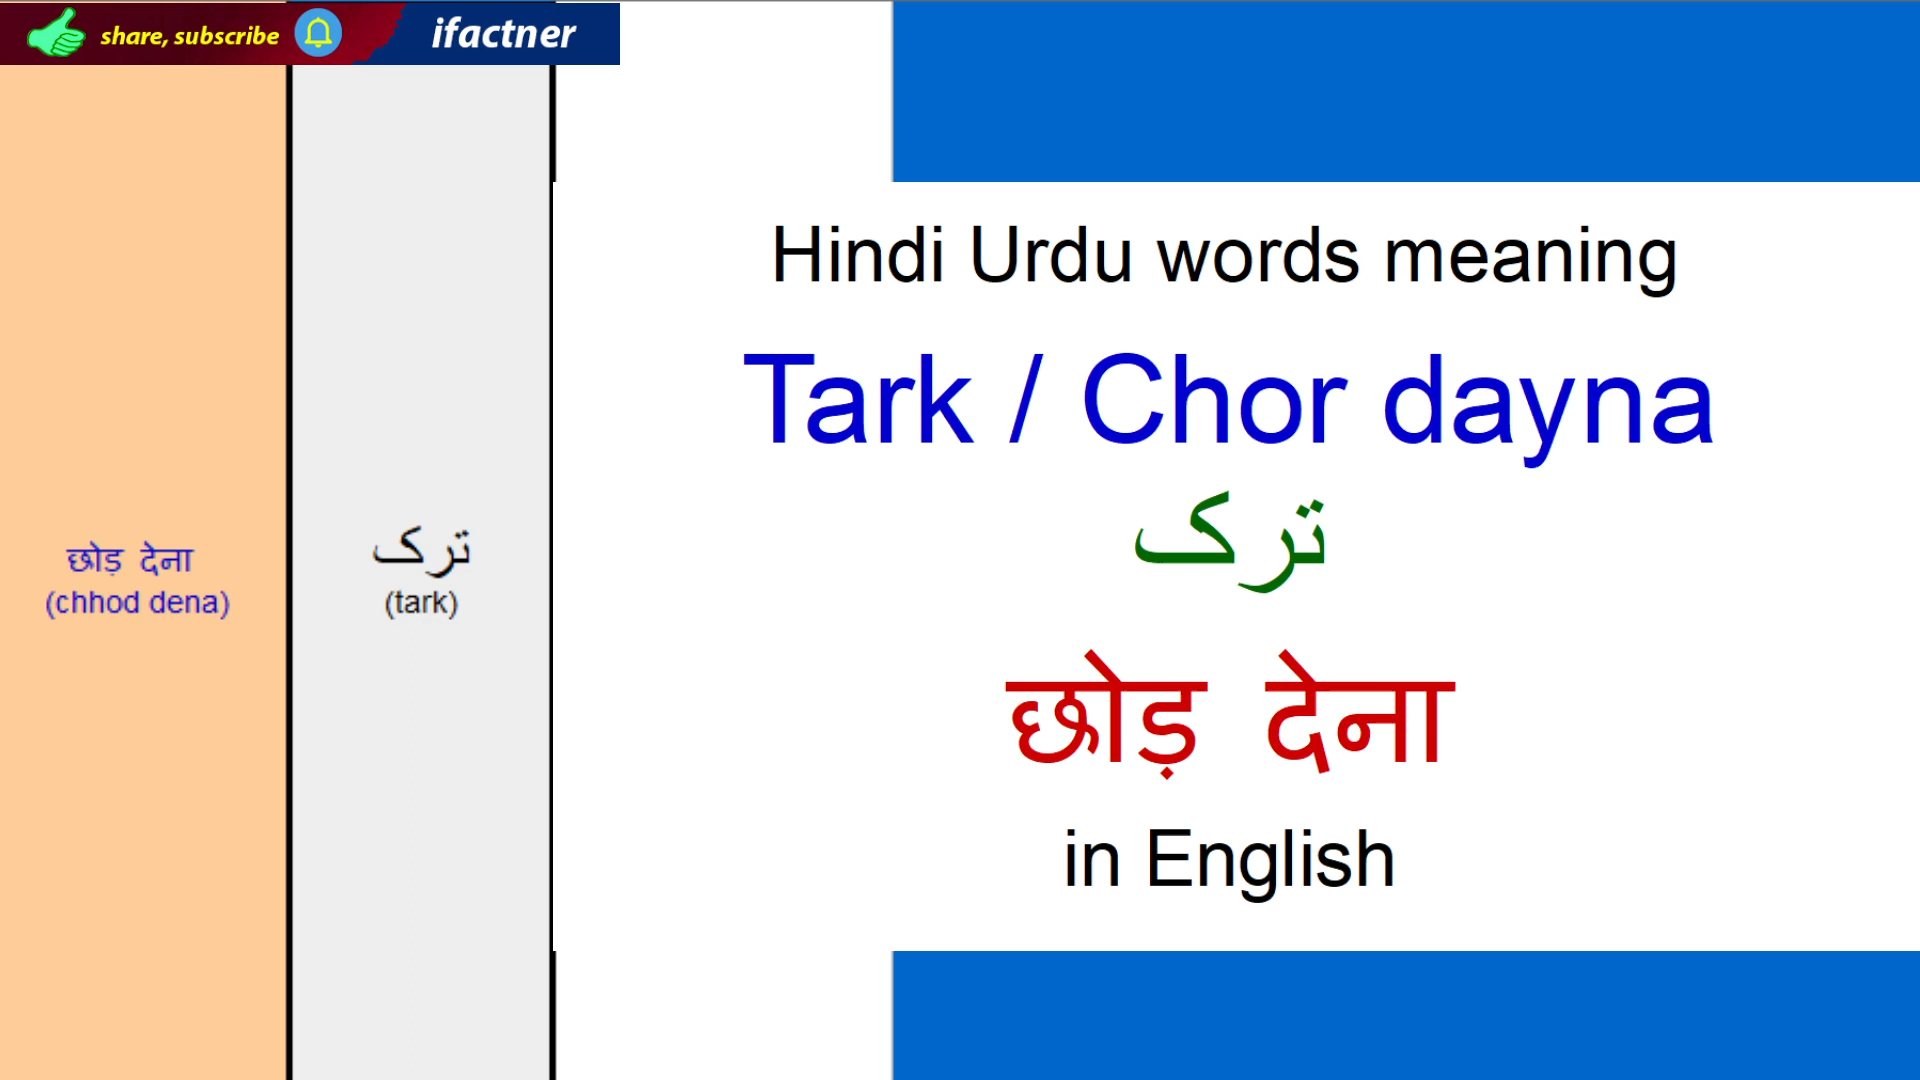 share, subscribe
ifactner
Hindi Urdu words meaning
Tark / Chor dayna
ترک
छोड़ देना
in English
छोड़ देना
(chhod dena)
ترک
(tark)